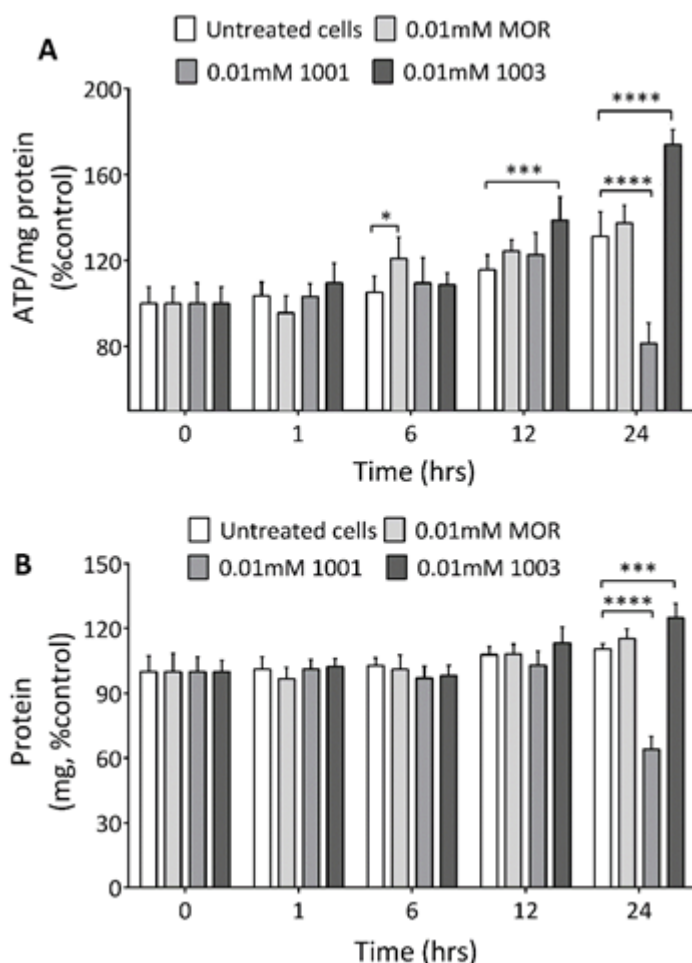 A
Untreated cells 0.01mM MOR
0.01mM 1001 0.01mM 1003
ATP/mg protein
(%control)
200
160
120
80
*
***
****
****
0 1 6 12 24
Time (hrs)
B
Untreated cells 0.01mM MOR
0.01mM 1001 0.01mM 1003
Protein
(mg, %control)
150
120
90
60
30
0
***
****
0 1 6 12 24
Time (hrs)